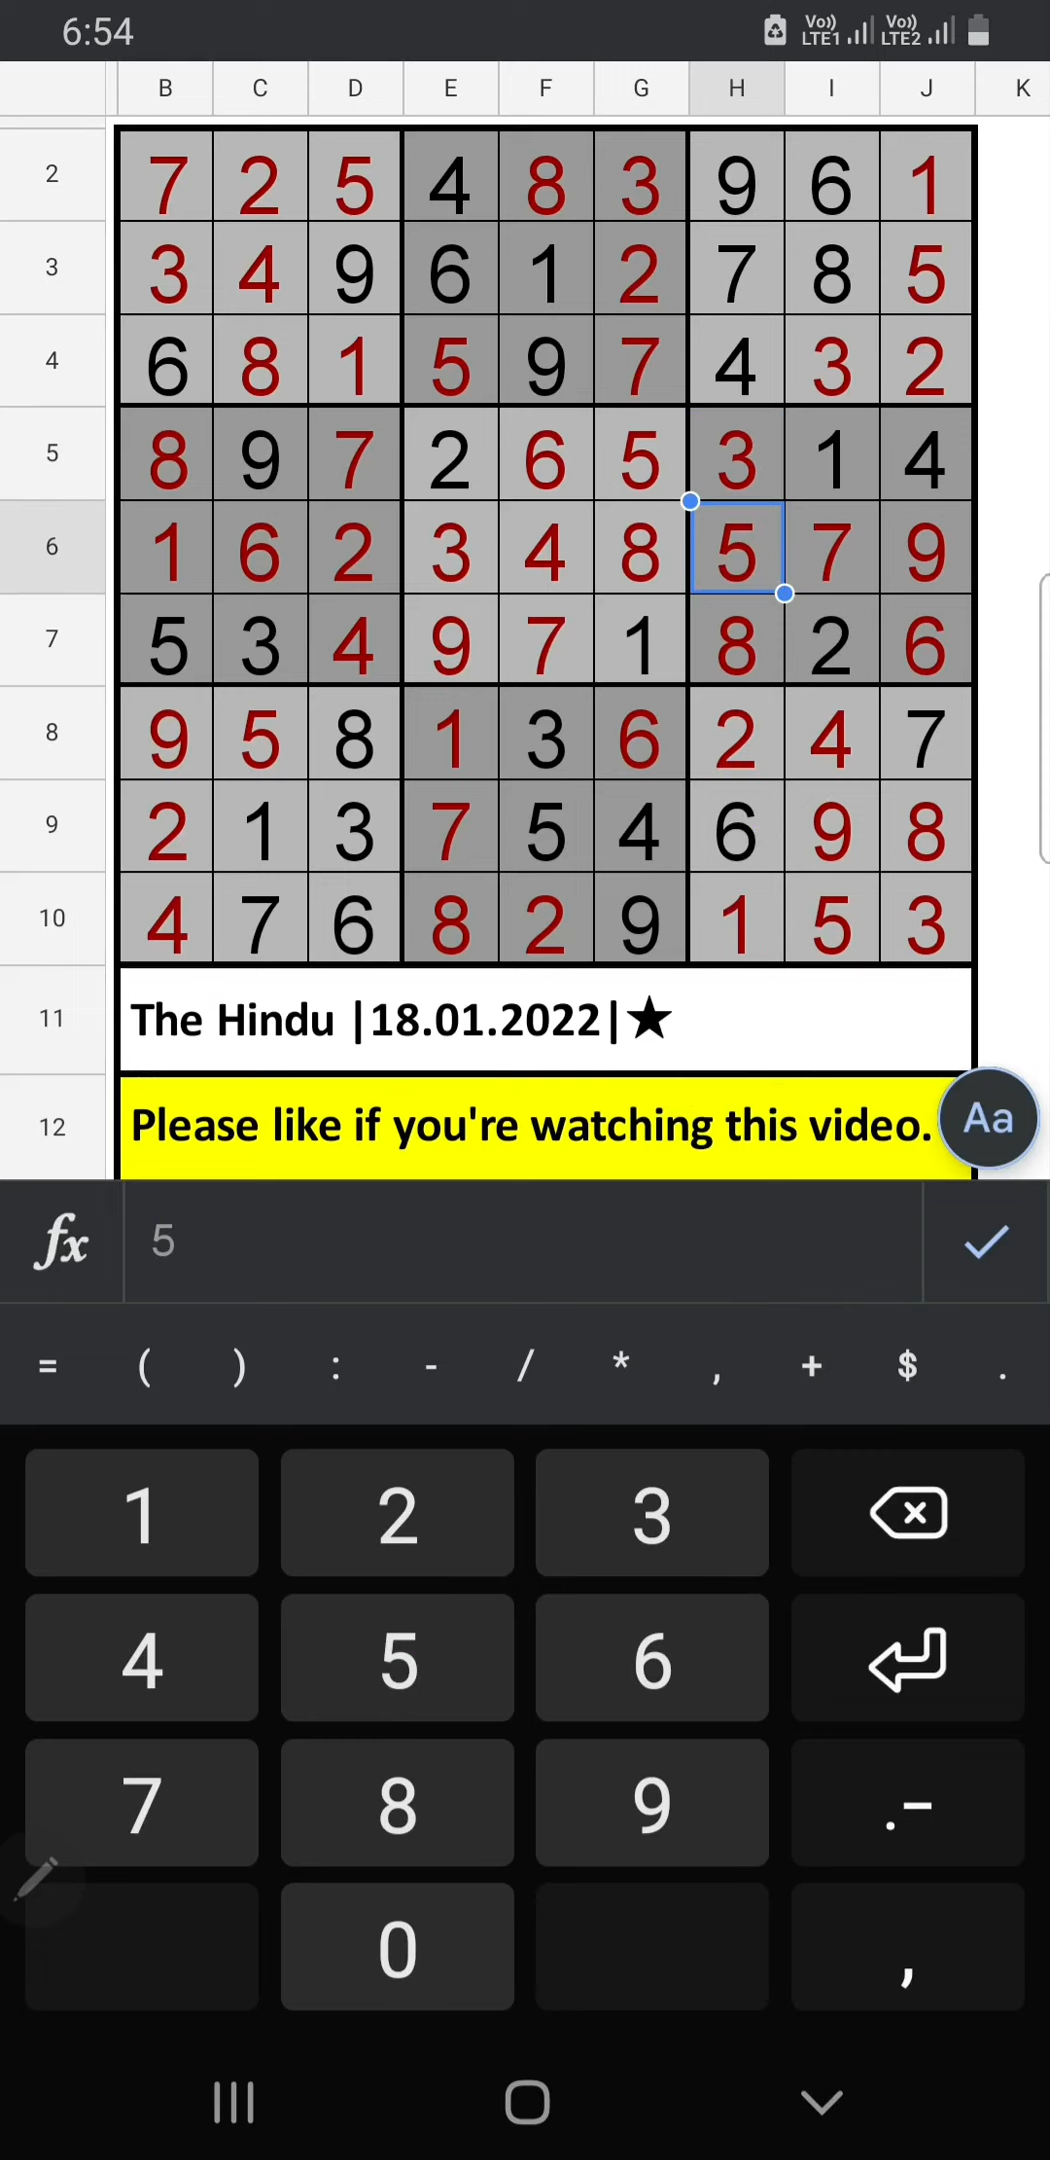 6:54 Vo)) LTE1 Vo)) LTE2
B C D E F G H I J K
2 7 2 5 4 8 3 9 6 1
3 3 4 9 6 1 2 7 8 5
4 6 8 1 5 9 7 4 3 2
5 8 9 7 2 6 5 3 1 4
6 1 6 2 3 4 8 5 7 9
7 5 3 4 9 7 1 8 2 6
8 9 5 8 1 3 6 2 4 7
9 2 1 3 7 5 4 6 9 8
10 4 7 6 8 2 9 1 5 3
11 The Hindu |18.01.2022|★
12 Please like if you're watching this video. Aa
fx 5
= ( ) : - / * , + $ .
1 2 3
4 5 6
7 8 9 .-
0 ,